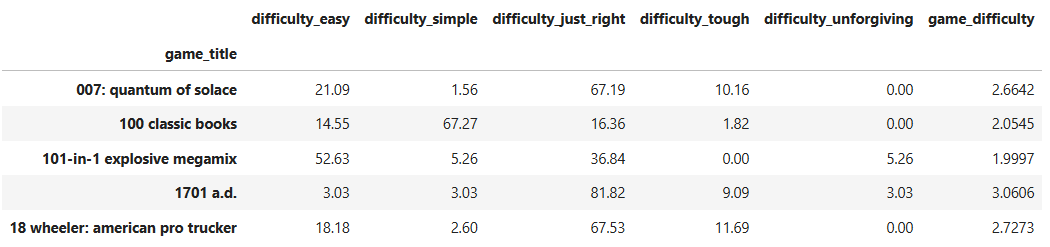 difficulty_easy difficulty_simple difficulty_just_right difficulty_tough difficulty_unforgiving game_difficulty
game_title
007: quantum of solace 21.09 1.56 67.19 10.16 0.00 2.6642
100 classic books 14.55 67.27 16.36 1.82 0.00 2.0545
101-in-1 explosive megamix 52.63 5.26 36.84 0.00 5.26 1.9997
1701 a.d. 3.03 3.03 81.82 9.09 3.03 3.0606
18 wheeler: american pro trucker 18.18 2.60 67.53 11.69 0.00 2.7273